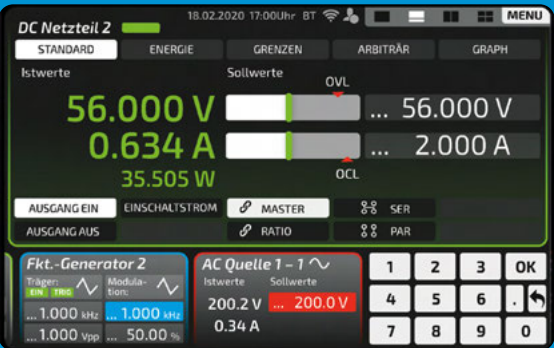 18.02.2020 17:00Uhr BT MENU
DC Netzteil 2
STANDARD ENERGIE GRENZEN ARBITRÄR GRAPH
Istwerte Sollwerte
OVL
56.000 V ... 56.000 V
0.634 A ... 2.000 A
35.505 W OCL
AUSGANG EIN EINSCHALTSTROM MASTER SER
AUSGANG AUS RATIO PAR
Fkt.-Generator 2
Träger: Modula-
EIN TRIG tion:
... 1.000 kHz ... 1.000 kHz
... 1.000 Vpp ... 50.00 %
AC Quelle 1 – 1
Istwerte Sollwerte
200.2 V ... 200.0 V
0.34 A
1 2 3 OK
4 5 6 .
7 8 9 0